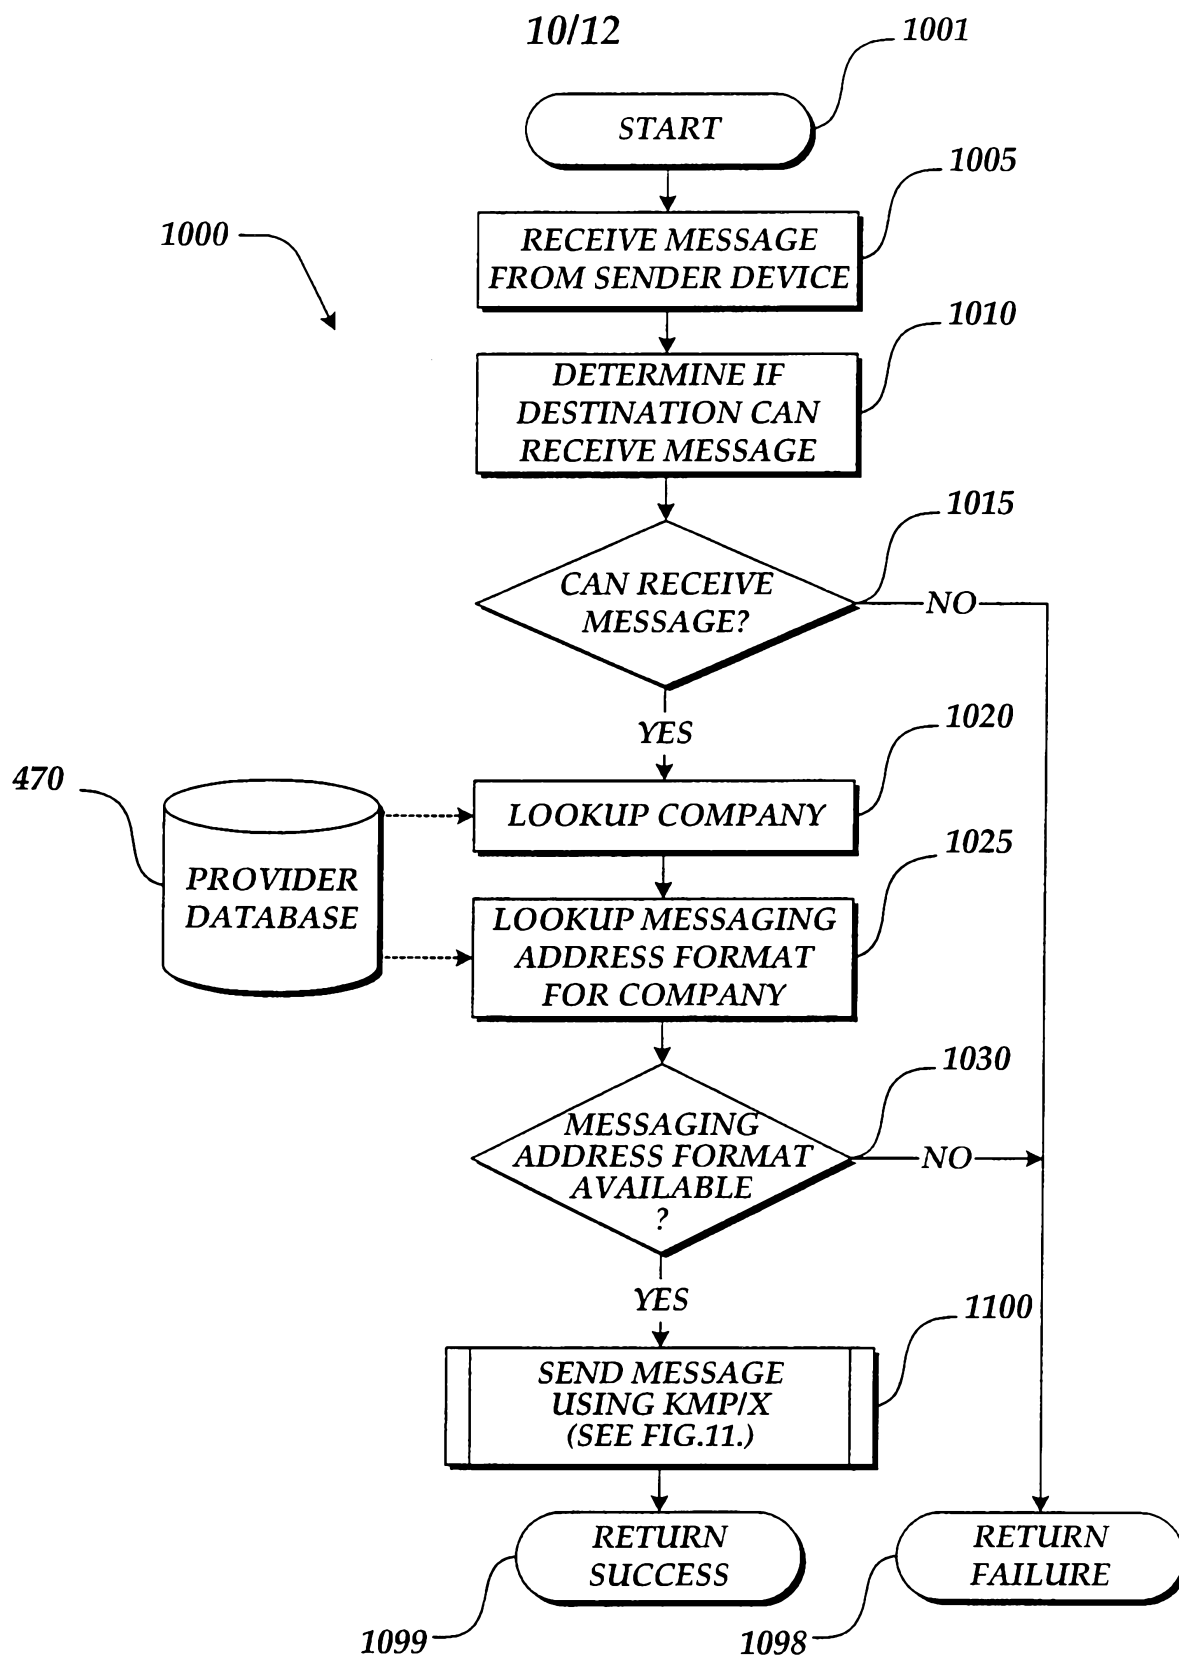 10/12
1001
START
1005
1000
RECEIVE MESSAGE
FROM SENDER DEVICE
1010
DETERMINE IF
DESTINATION CAN
RECEIVE MESSAGE
1015
CAN RECEIVE
MESSAGE?
NO
YES
1020
470
LOOKUP COMPANY
1025
PROVIDER
DATABASE
LOOKUP MESSAGING
ADDRESS FORMAT
FOR COMPANY
1030
MESSAGING
ADDRESS FORMAT
AVAILABLE
?
NO
YES
1100
SEND MESSAGE
USING KMP/X
(SEE FIG.11.)
RETURN
SUCCESS
RETURN
FAILURE
1099
1098